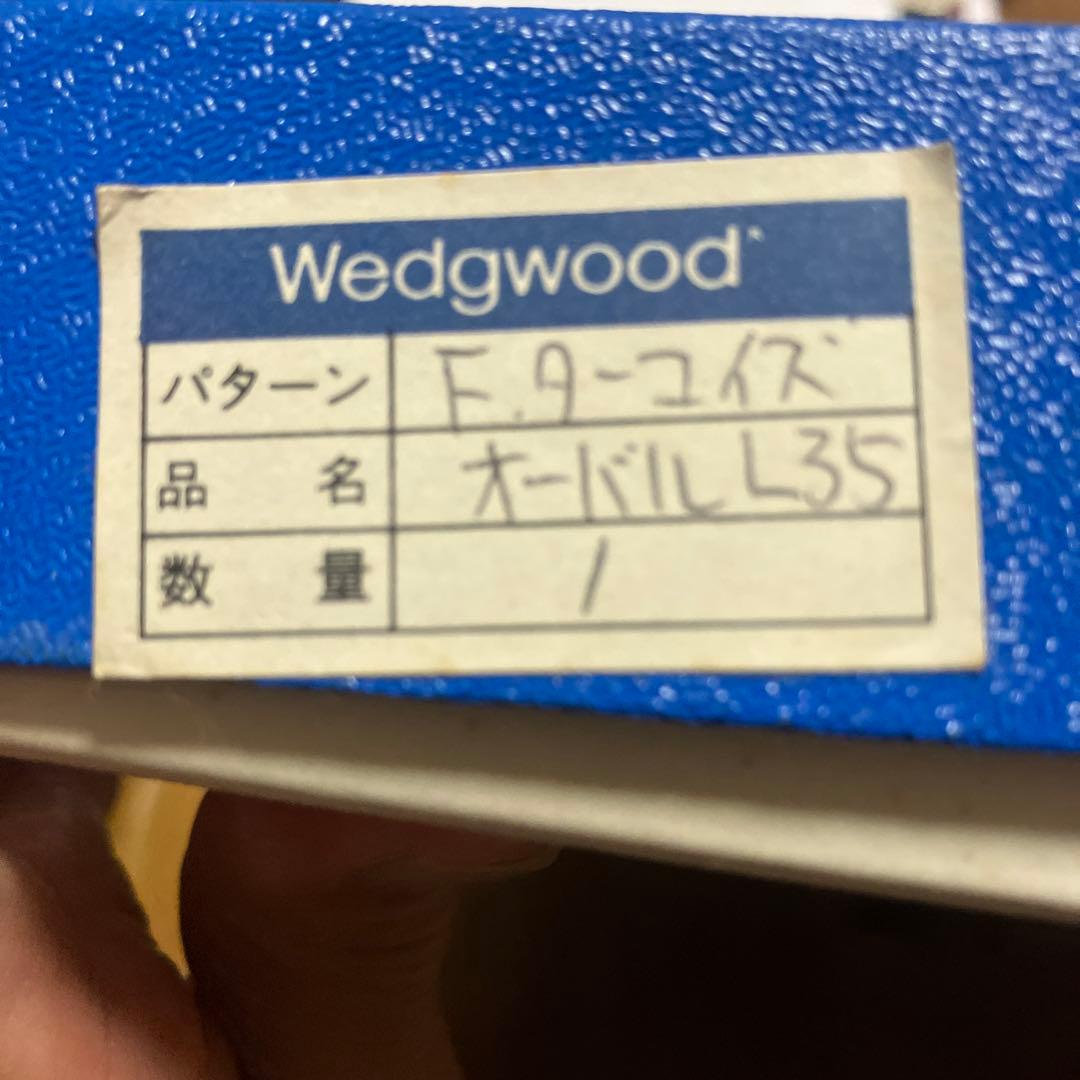 Wedgwood
パターン F.ターコイズ
品名 オーバルL35
数量 1